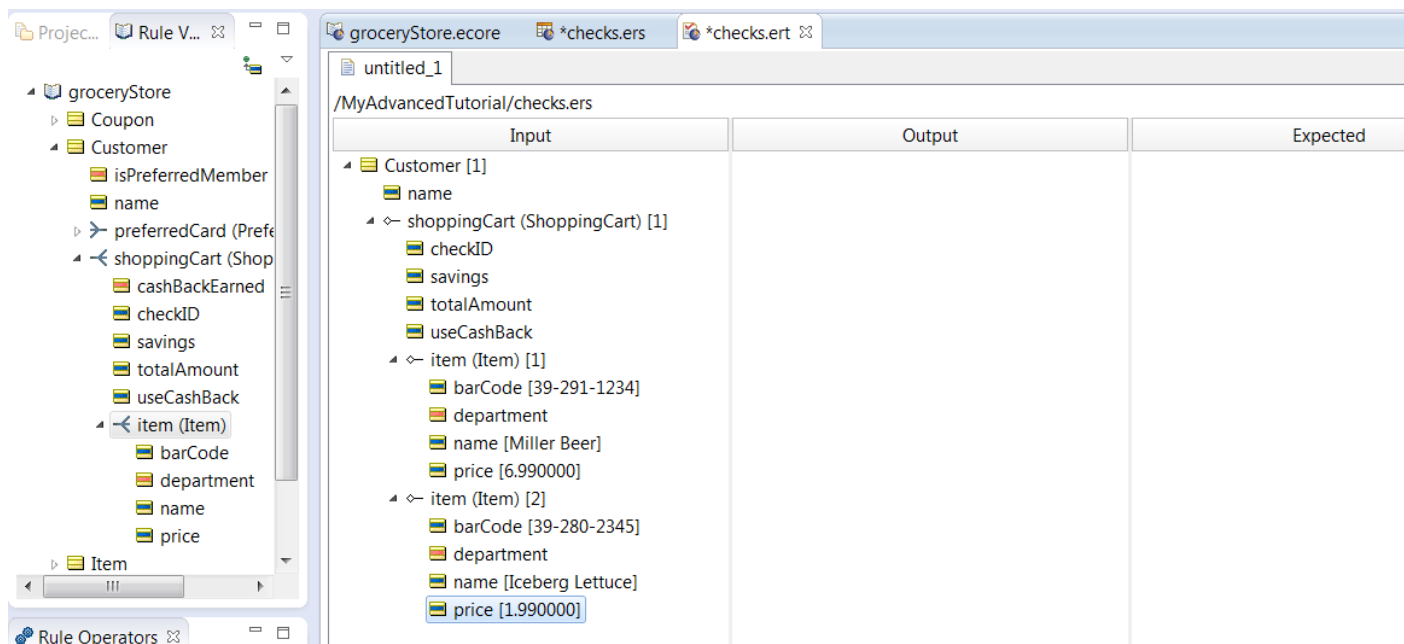 Projec...
Rule V...
groceryStore
Coupon
Customer
isPreferredMember
name
preferredCard (Prefe
shoppingCart (Shop
cashBackEarned
checkID
savings
totalAmount
useCashBack
item (Item)
barCode
department
name
price
Item
Rule Operators
groceryStore.ecore
*checks.ers
*checks.ert
untitled_1
/MyAdvancedTutorial/checks.ers
Input Output Expected
Customer [1]
name
shoppingCart (ShoppingCart) [1]
checkID
savings
totalAmount
useCashBack
item (Item) [1]
barCode [39-291-1234]
department
name [Miller Beer]
price [6.990000]
item (Item) [2]
barCode [39-280-2345]
department
name [Iceberg Lettuce]
price [1.990000]